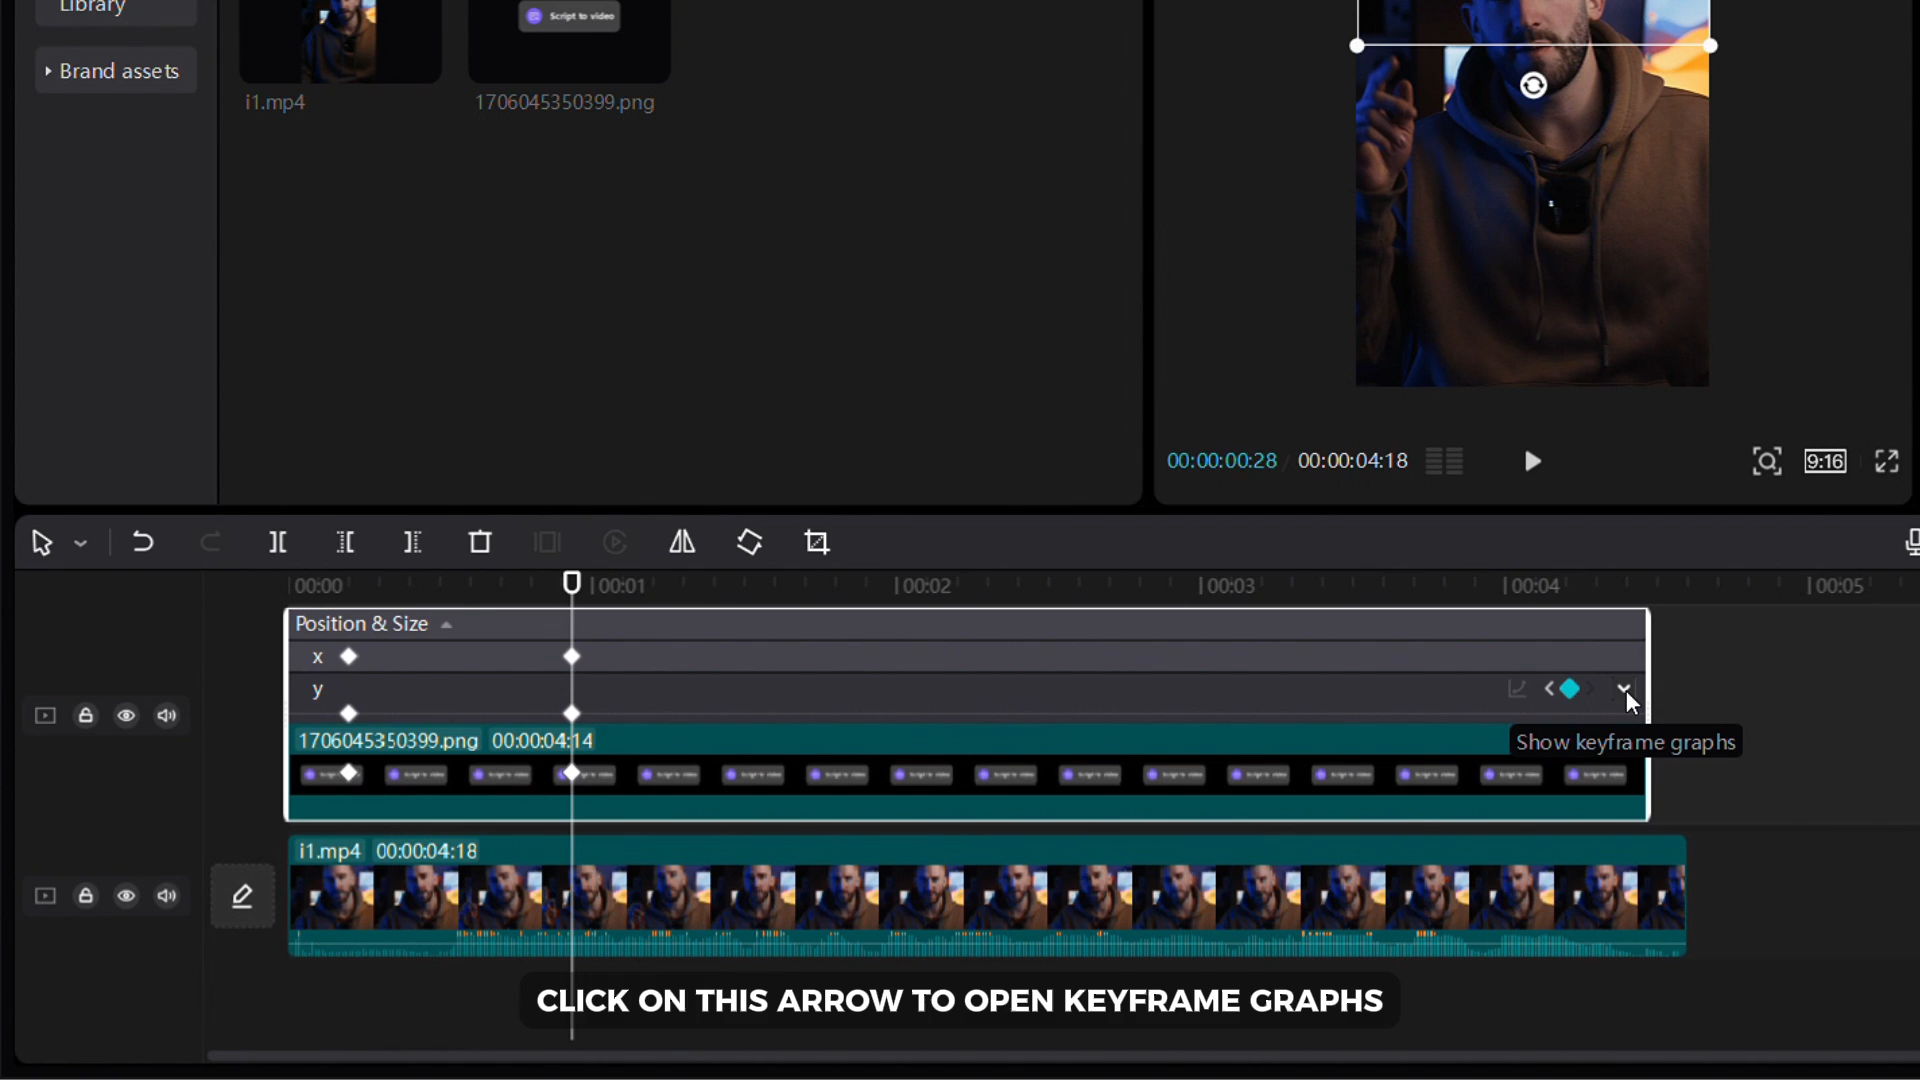 Library
Brand assets
Script to video
i1.mp4
1706045350399.png
00:00:00:28 / 00:00:04:18
9:16
00:00
00:01
00:02
00:03
00:04
00:05
Position & Size
x
y
Show keyframe graphs
1706045350399.png 00:00:04:14
i1.mp4 00:00:04:18
CLICK ON THIS ARROW TO OPEN KEYFRAME GRAPHS